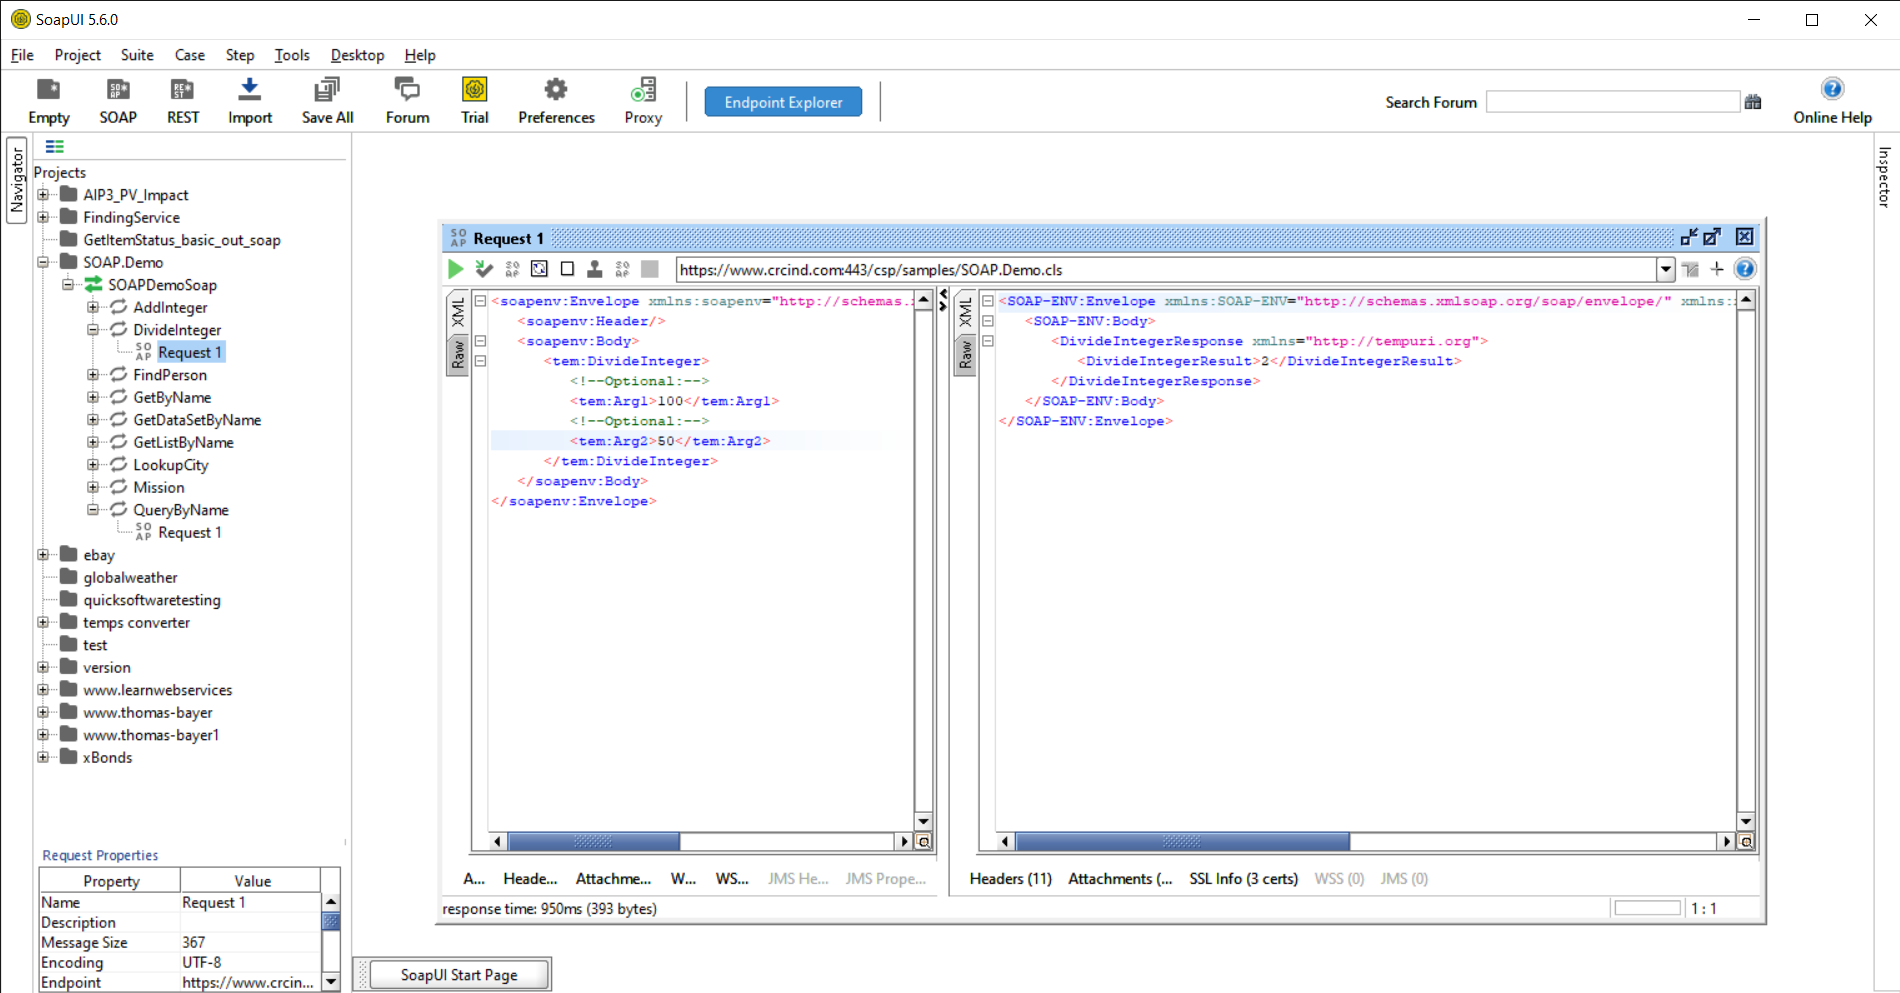 SoapUI 5.6.0
File Project Suite Case Step Tools Desktop Help
Empty SOAP REST Import Save All Forum Trial Preferences Proxy Endpoint Explorer Search Forum Online Help
Navigator
Projects
AIP3_PV_Impact
FindingService
GetItemStatus_basic_out_soap
SOAP.Demo
SOAPDemoSoap
AddInteger
DivideInteger
Request 1
FindPerson
GetByName
GetDataSetByName
GetListByName
LookupCity
Mission
QueryByName
Request 1
ebay
globalweather
quicksoftwaretesting
temps converter
test
version
www.learnwebservices
www.thomas-bayer
www.thomas-bayer1
xBonds
Request Properties
Property Value
Name Request 1
Description
Message Size 367
Encoding UTF-8
Endpoint https://www.crcin...
Request 1
https://www.crcind.com:443/csp/samples/SOAP.Demo.cls
XML
Raw
<soapenv:Envelope xmlns:soapenv="http://schemas.
<soapenv:Header/>
<soapenv:Body>
<tem:DivideInteger>
<!--Optional:-->
<tem:Arg1>100</tem:Arg1>
<!--Optional:-->
<tem:Arg2>50</tem:Arg2>
</tem:DivideInteger>
</soapenv:Body>
</soapenv:Envelope>
A... Heade... Attachme... W... WS... JMS He... JMS Prope...
XML
Raw
<SOAP-ENV:Envelope xmlns:SOAP-ENV="http://schemas.xmlsoap.org/soap/envelope/" xmlns:
<SOAP-ENV:Body>
<DivideIntegerResponse xmlns="http://tempuri.org">
<DivideIntegerResult>2</DivideIntegerResult>
</DivideIntegerResponse>
</SOAP-ENV:Body>
</SOAP-ENV:Envelope>
Headers (11) Attachments (... SSL Info (3 certs) WSS (0) JMS (0)
response time: 950ms (393 bytes) 1 : 1
SoapUI Start Page
Inspector